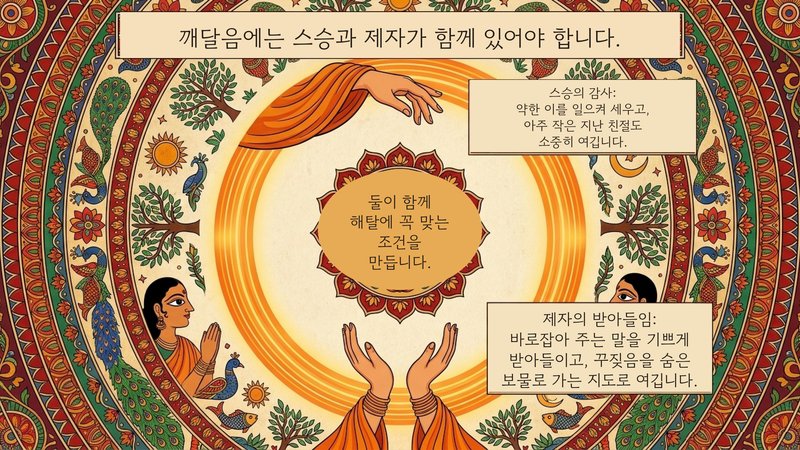 깨달음에는 스승과 제자가 함께 있어야 합니다.
스승의 감사:
약한 이를 일으켜 세우고,
아주 작은 지난 친절도
소중히 여깁니다.
둘이 함께
해탈에 꼭 맞는
조건을
만듭니다.
제자의 받아들임:
바로잡아 주는 말을 기쁘게
받아들이고, 꾸짖음을 숨은
보물로 가는 지도로 여깁니다.